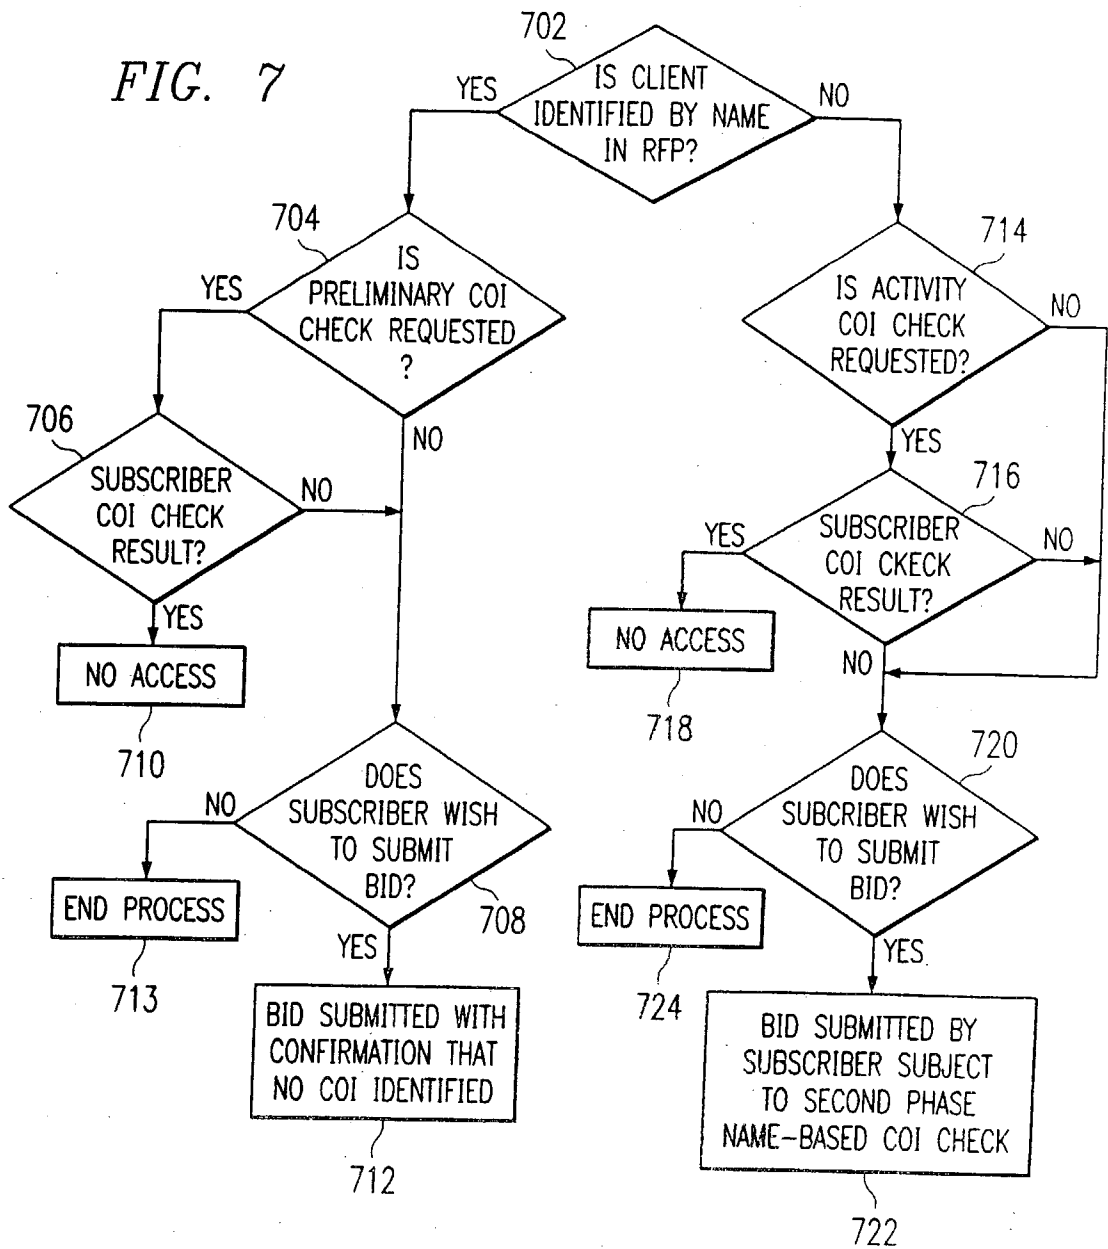 FIG. 7
702
IS CLIENT
IDENTIFIED BY NAME
IN RFP?
YES
NO
704
IS
PRELIMINARY COI
CHECK REQUESTED
?
YES
NO
714
IS ACTIVITY
COI CHECK
REQUESTED?
NO
YES
706
SUBSCRIBER
COI CHECK
RESULT?
NO
YES
716
SUBSCRIBER
COI CKECK
RESULT?
YES
NO
NO
NO ACCESS
710
NO ACCESS
718
DOES
SUBSCRIBER WISH
TO SUBMIT
BID?
708
NO
YES
720
DOES
SUBCRIBER WISH
TO SUBMIT
BID?
NO
YES.
END PROCESS
713
END PROCESS
724
BID SUBMITTED WITH
CONFIRMATION THAT
NO COI IDENTIFIED
712
BID SUBMITTED BY
SUBSCRIBER SUBJECT
TO SECOND PHASE
NAME-BASED COI CHECK
722